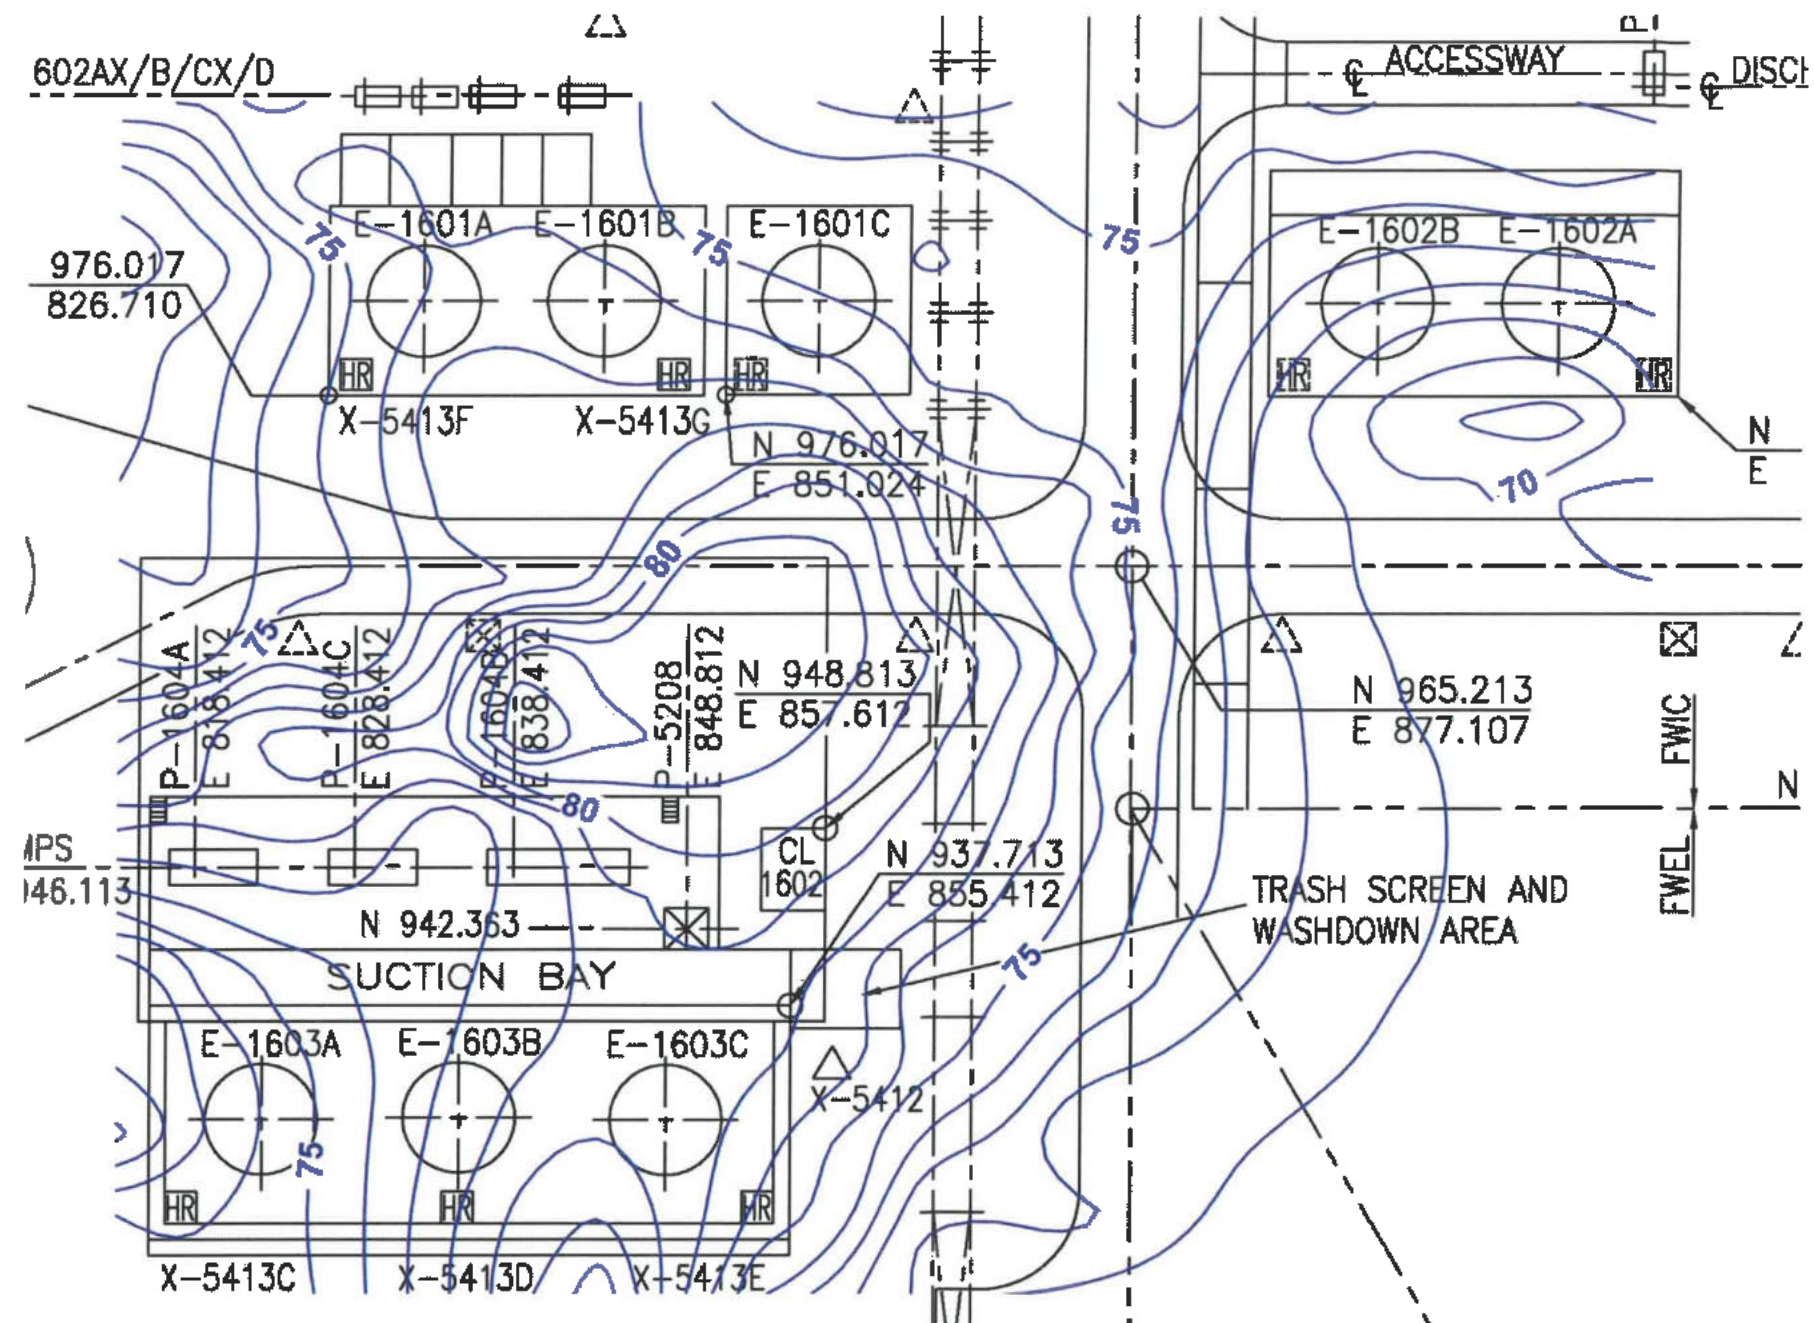 602AX/B/CX/D
ACCESSWAY
℄
℄
DISCH
P
75
E-1601A
E-1601B
75
E-1601C
75
E-1602B
E-1602A
976.017
826.710
HR
HR
HR
HR
HR
X-5413F
X-5413G
N 976.017
E 851.024
N
E
70
75
80
75
P-1604A
E 818.412
P-1604C
E 828.412
P-1604B
E 838.412
P-5208
E 848.812
N 948.813
E 857.612
N 965.213
E 877.107
FWIC
N
FWEL
80
MPS
946.113
CL
1602
N 937.713
E 855.412
TRASH SCREEN AND
WASHDOWN AREA
N 942.363
SUCTION BAY
75
E-1603A
E-1603B
E-1603C
X-5412
75
HR
HR
HR
X-5413C
X-5413D
X-5413E